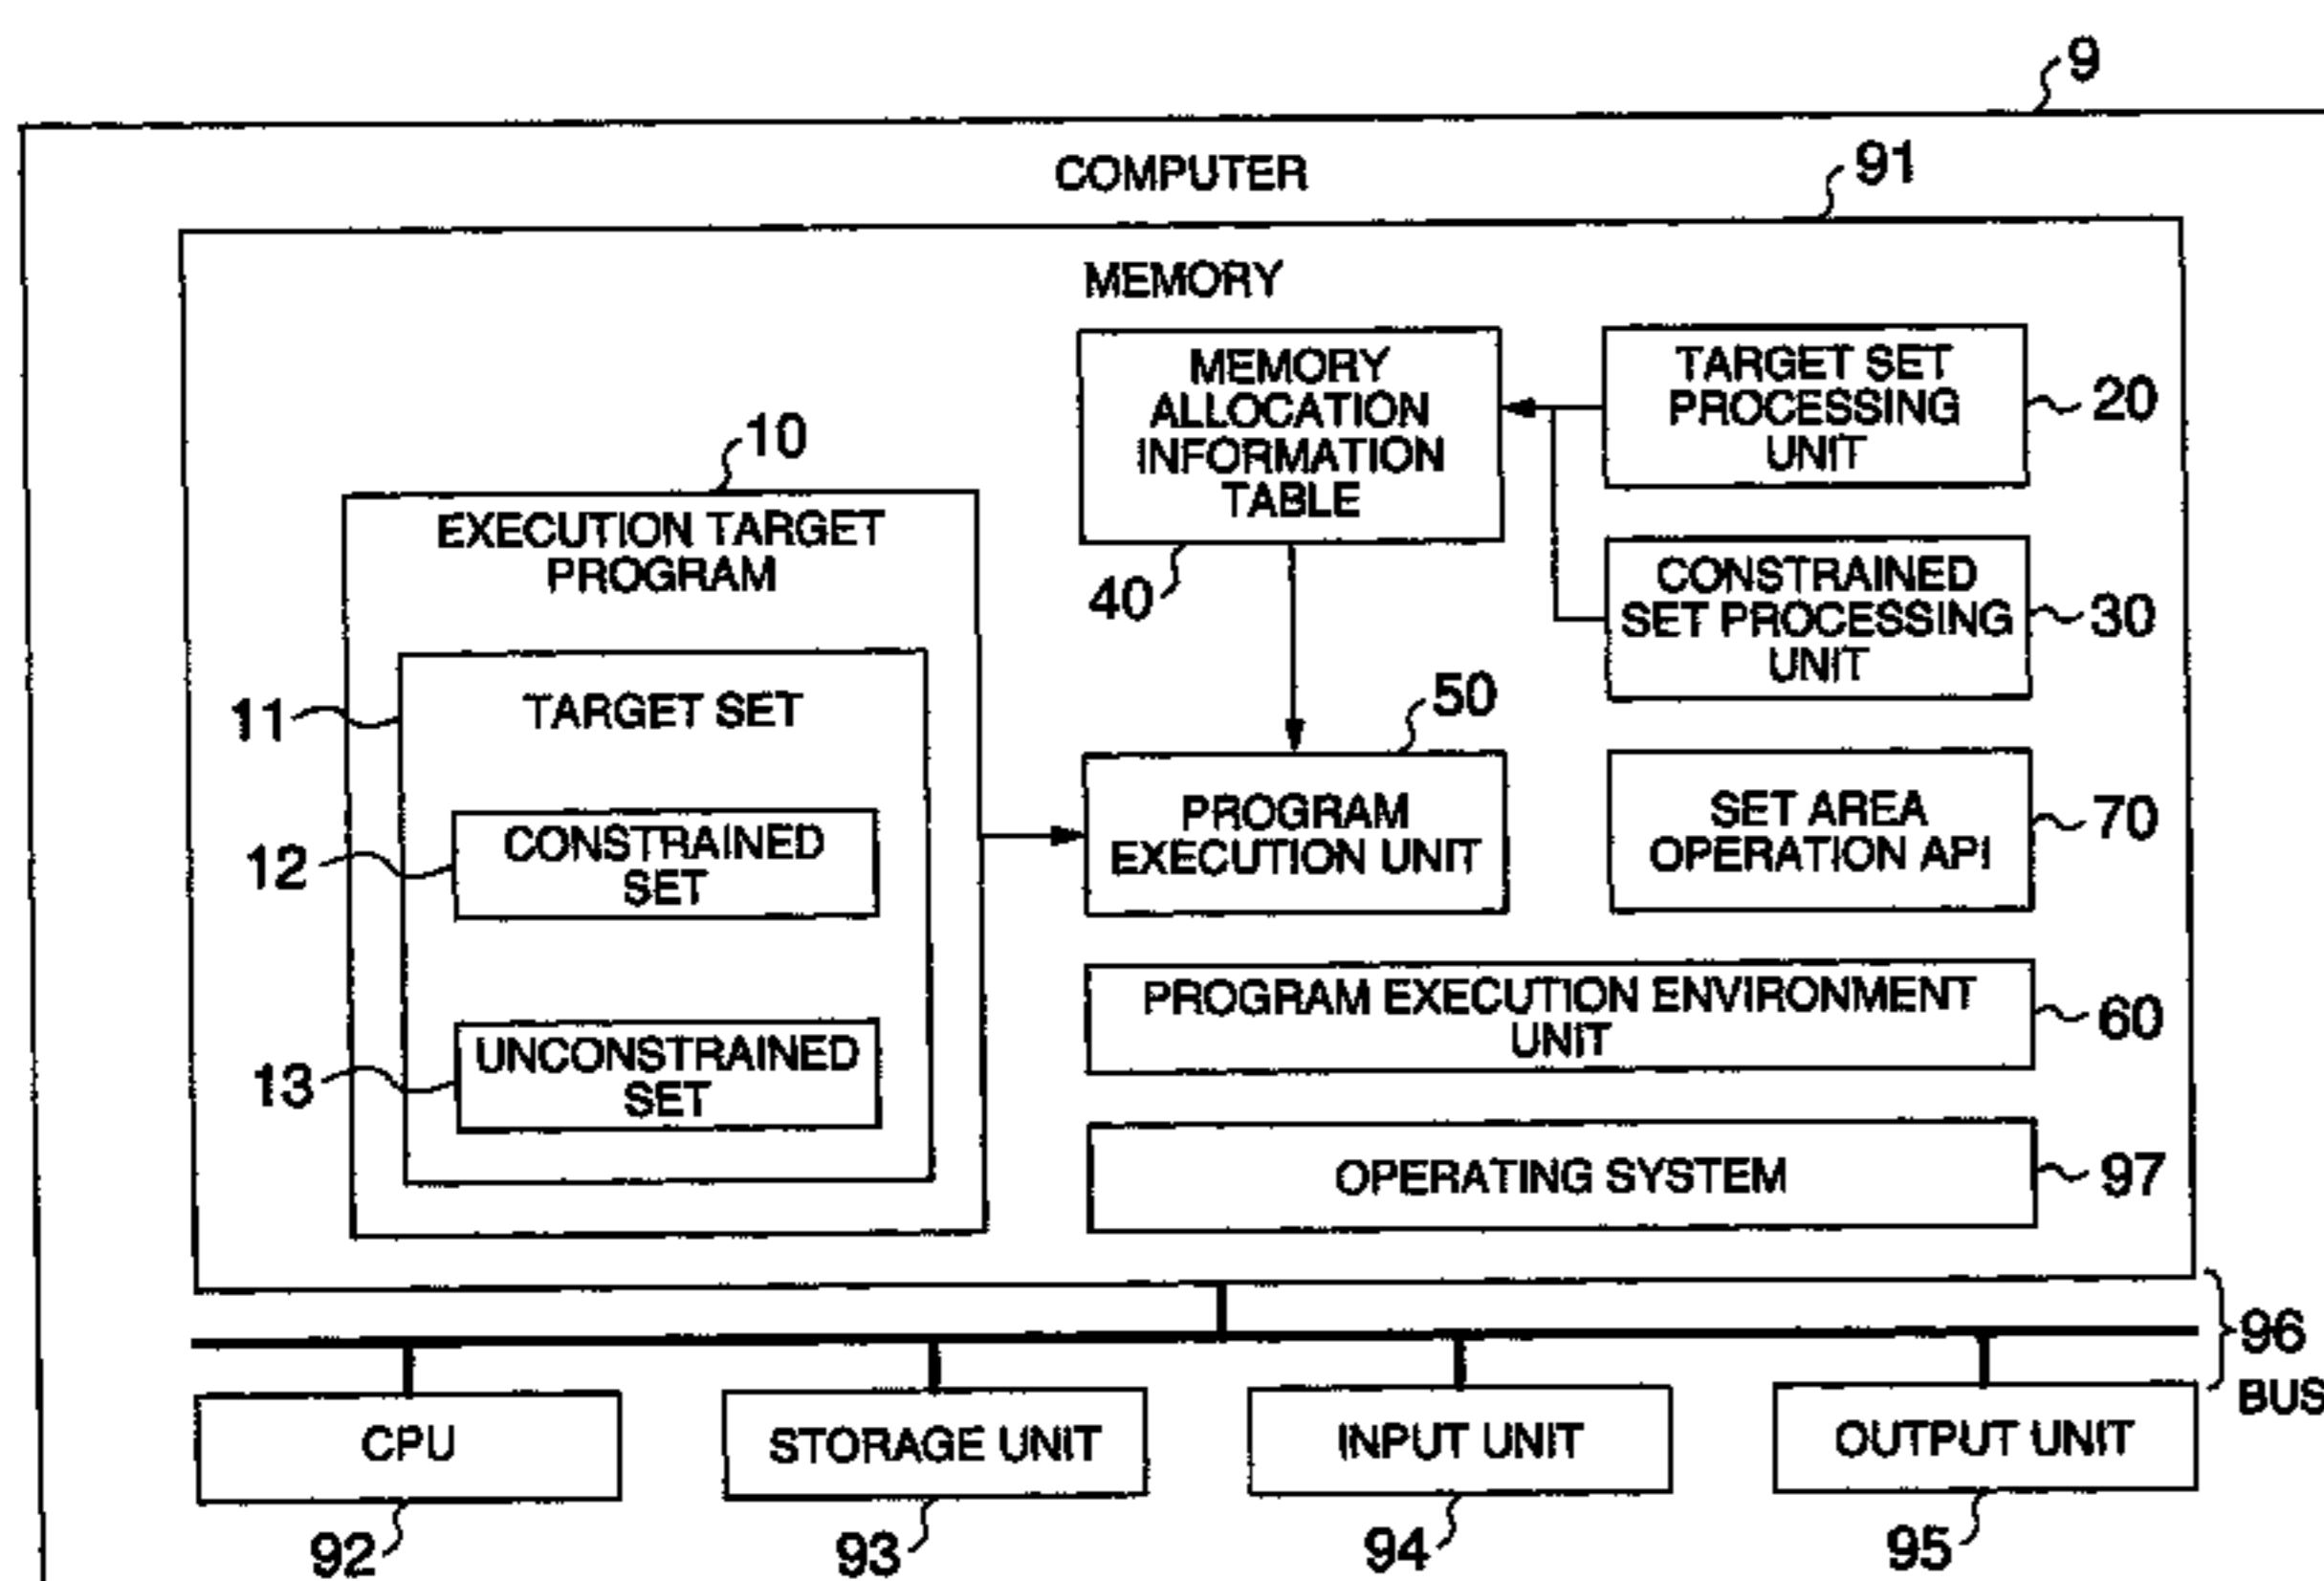 9
COMPUTER
91
MEMORY
MEMORY
ALLOCATION
INFORMATION
TABLE
40
TARGET SET
PROCESSING
UNIT
20
CONSTRAINED
SET PROCESSING
UNIT
30
10
EXECUTION TARGET
PROGRAM
11
TARGET SET
12
CONSTRAINED
SET
13
UNCONSTRAINED
SET
50
PROGRAM
EXECUTION UNIT
SET AREA
OPERATION API
70
PROGRAM EXECUTION ENVIRONMENT
UNIT
60
OPERATING SYSTEM
97
96
BUS
CPU
92
STORAGE UNIT
93
INPUT UNIT
94
OUTPUT UNIT
95